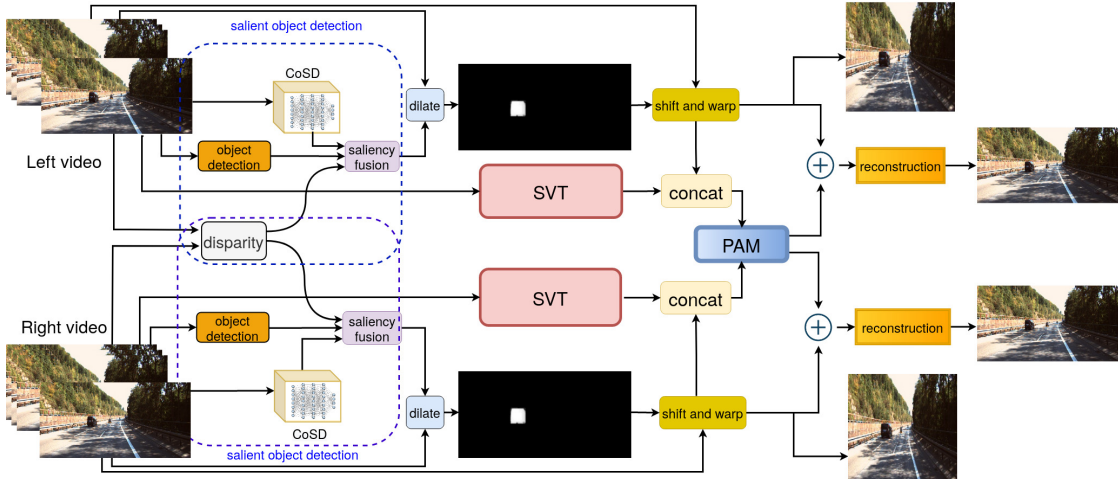 salient object detection
CoSD
dilate
shift and warp
object
detection
saliency
fusion
Left video
reconstruction
SVT
concat
disparity
PAM
SVT
concat
Right video
object
detection
saliency
fusion
reconstruction
dilate
shift and warp
CoSD
salient object detection